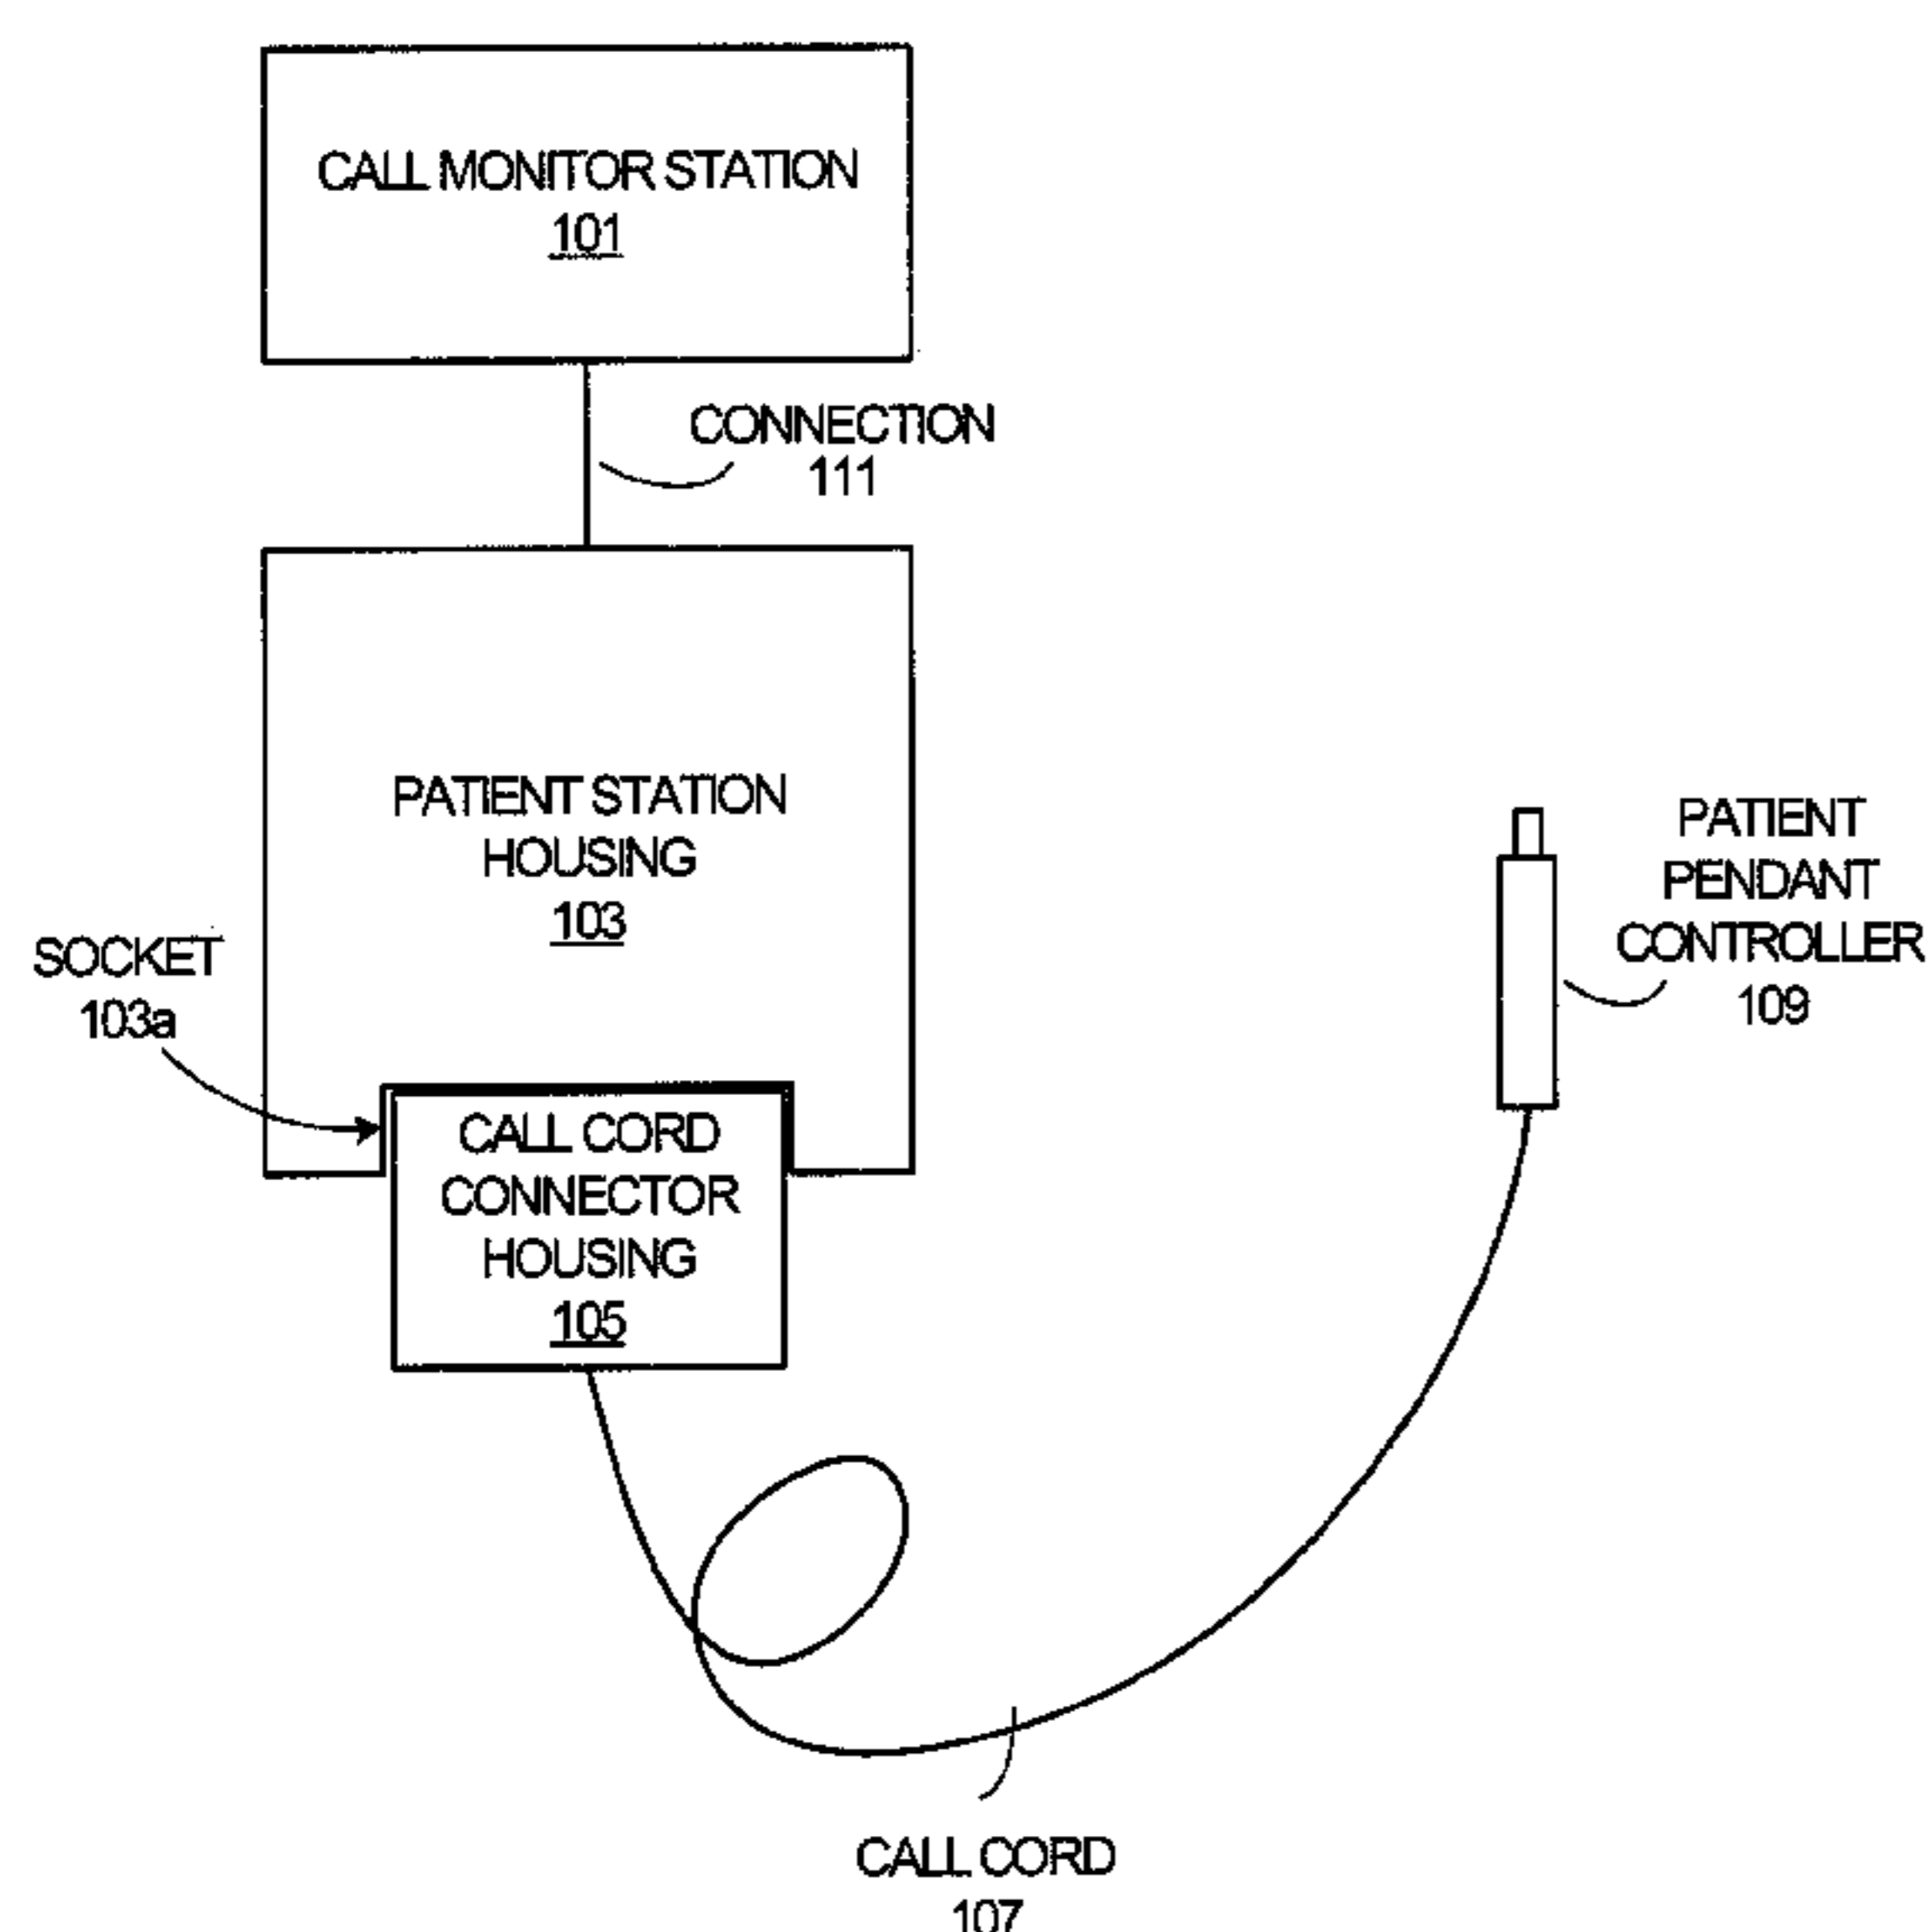 CALL MONITOR STATION
101
CONNECTION
111
PATIENT STATION
HOUSING
103
SOCKET
103a
PATIENT
PENDANT
CONTROLLER
109
CALL CORD
CONNECTOR
HOUSING
105
CALL CORD
107